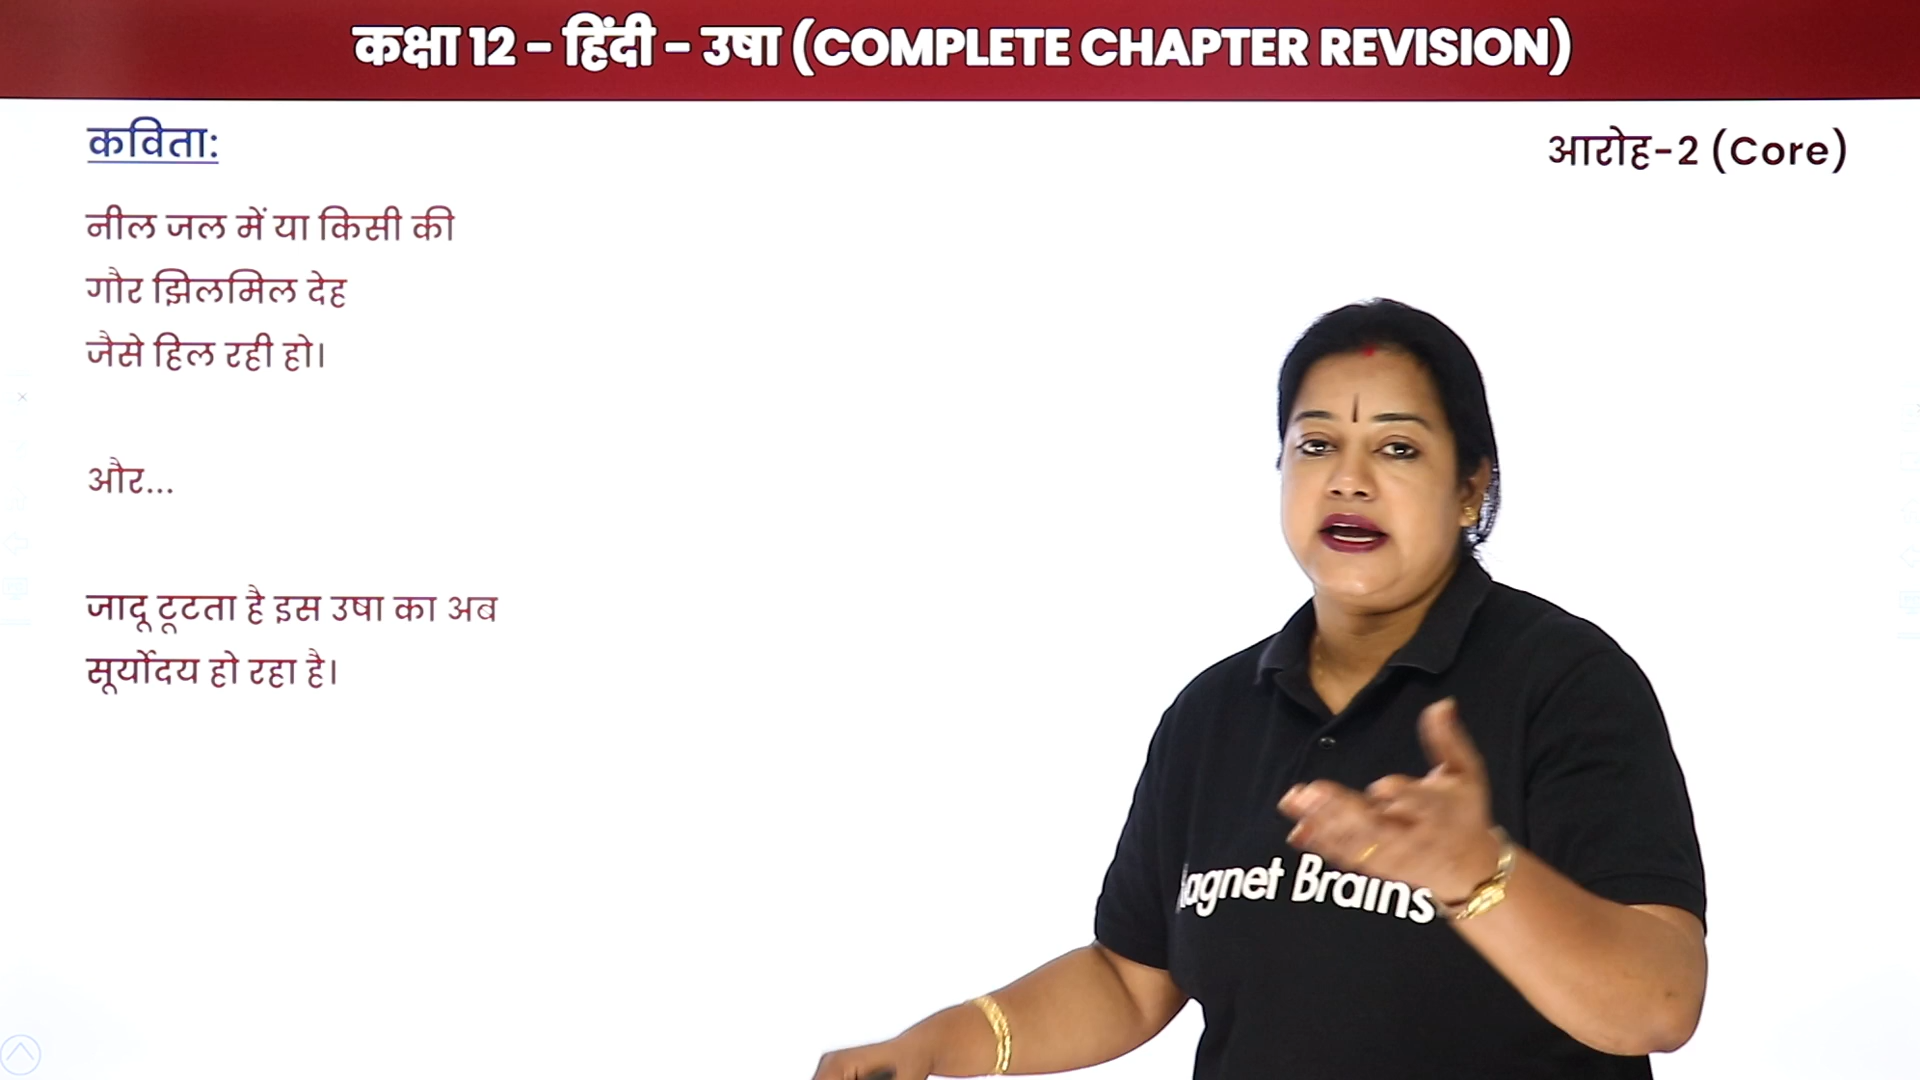 कक्षा 12 - हिंदी - उषा (COMPLETE CHAPTER REVISION)
कविता:
आरोह-2 (Core)
नील जल में या किसी की
गौर झिलमिल देह
जैसे हिल रही हो।
और...
जादू टूटता है इस उषा का अब
सूर्योदय हो रहा है।
agnet Brains